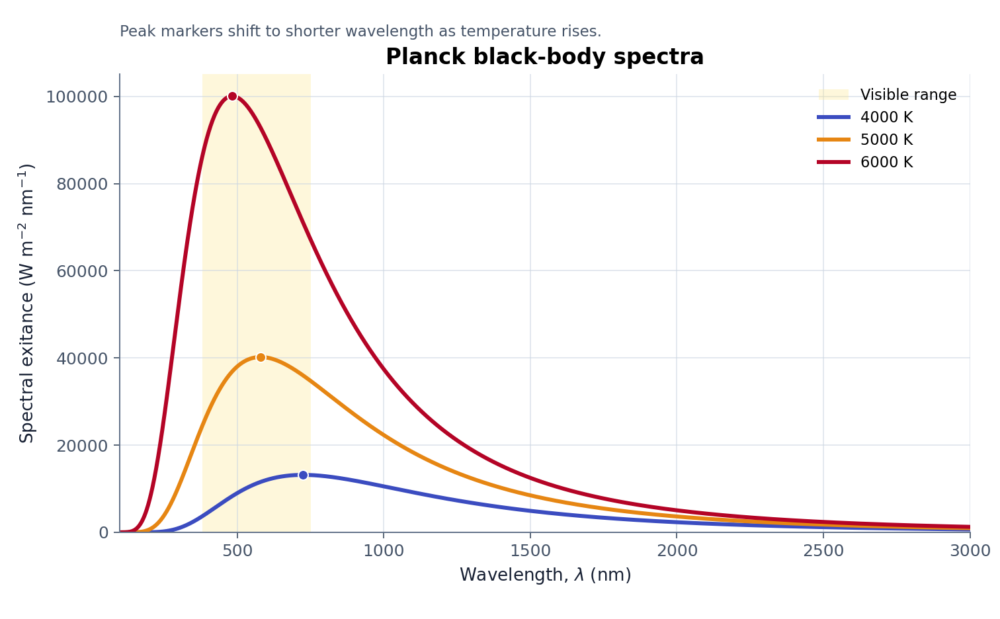 Peak markers shift to shorter wavelength as temperature rises.
Planck black-body spectra
Spectral exitance (W m⁻² nm⁻¹)
100000
80000
60000
40000
20000
0
Visible range
4000 K
5000 K
6000 K
500 1000 1500 2000 2500 3000
Wavelength, λ (nm)